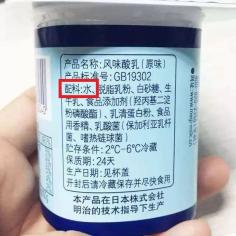 产品名称：风味酸乳（原味）
产品标准号：GB19302
配料：水、脱脂乳粉、白砂糖、生
牛乳、食品添加剂（羟丙基二淀
粉磷酸酯）、乳清蛋白粉、食品
用香精、乳酸菌（保加利亚乳杆
菌、嗜热链球菌）
贮存条件：2℃-6℃冷藏
保质期：24天
生产日期：见杯盖
开封后请冷藏保存并尽快食用
本产品在日本株式会社
明治的技术指导下生产